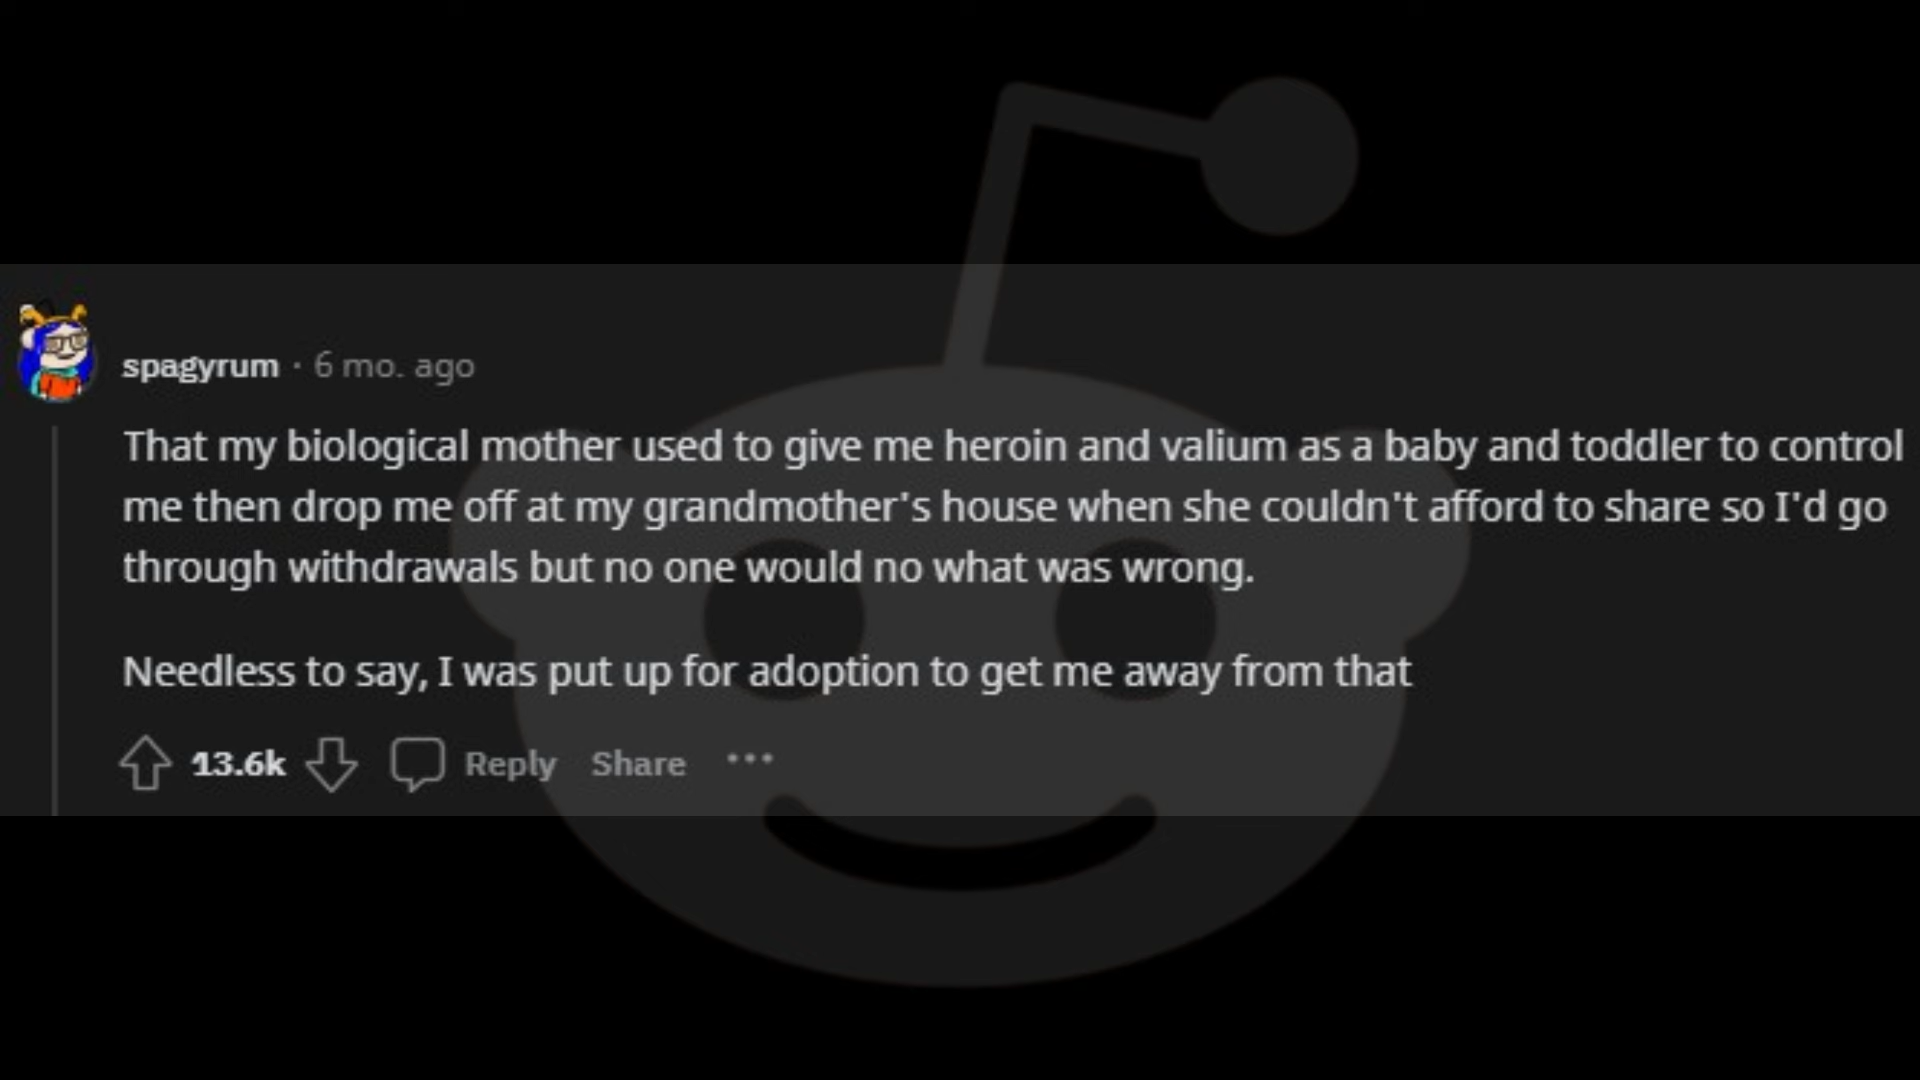 spagyrum · 6 mo. ago
That my biological mother used to give me heroin and valium as a baby and toddler to control
me then drop me off at my grandmother's house when she couldn't afford to share so I'd go
through withdrawals but no one would no what was wrong.
Needless to say, I was put up for adoption to get me away from that
13.6k Reply Share ···